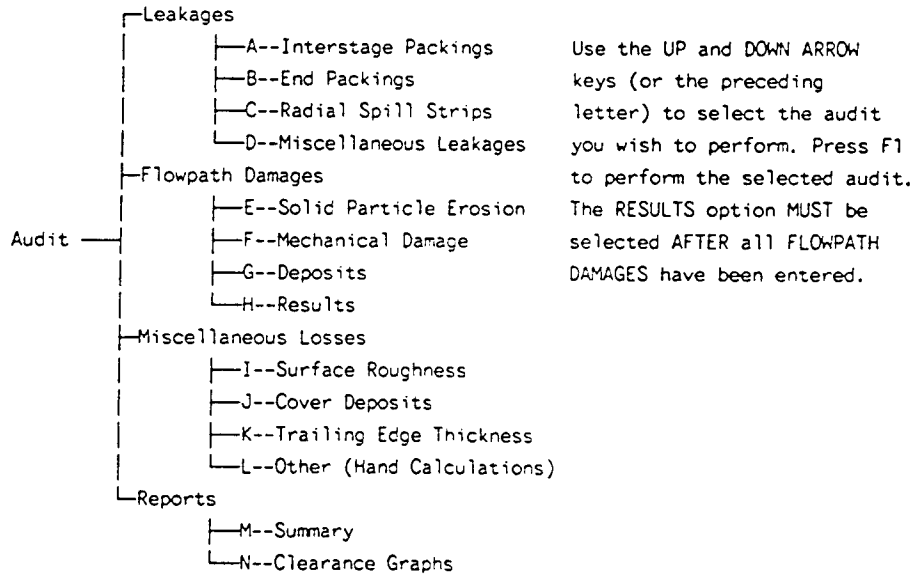 Leakages
A--Interstage Packings
B--End Packings
C--Radial Spill Strips
D--Miscellaneous Leakages
Flowpath Damages
E--Solid Particle Erosion
Audit
F--Mechanical Damage
G--Deposits
H--Results
Miscellaneous Losses
I--Surface Roughness
J--Cover Deposits
K--Trailing Edge Thickness
L--Other (Hand Calculations)
Reports
M--Summary
N--Clearance Graphs
Use the UP and DOWN ARROW
keys (or the preceding
letter) to select the audit
you wish to perform. Press F1
to perform the selected audit.
The RESULTS option MUST be
selected AFTER all FLOWPATH
DAMAGES have been entered.